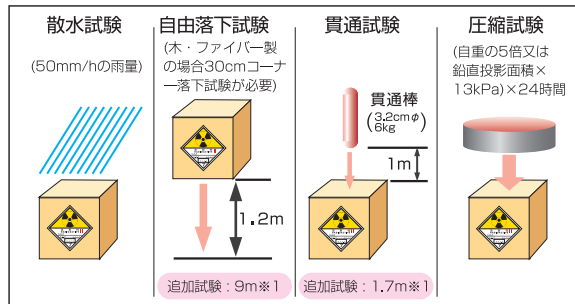 散水試験
(50mm/hの雨量)
自由落下試験
(木・ファイバー製
の場合30cmコーナ
ー落下試験が必要)
1.2m
追加試験：9m※1
貫通試験
貫通棒
(3.2cmφ
6kg)
1m
追加試験：1.7m※1
圧縮試験
(自重の5倍又は
鉛直投影面積×
13kPa)×24時間